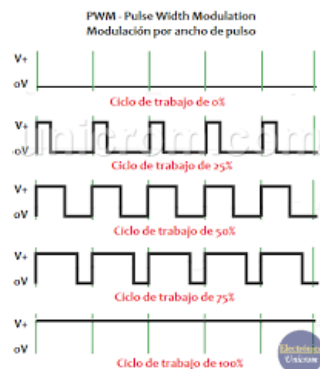 PWM - Pulse Width Modulation
Modulación por ancho de pulso
V+
0V
Ciclo de trabajo de 0%
V+
0V
unicrom.com
Ciclo de trabajo de 25%
V+
0V
Ciclo de trabajo de 50%
V+
0V
Ciclo de trabajo de 75%
V+
0V
Ciclo de trabajo de 100%
Electrónica
Unicrom